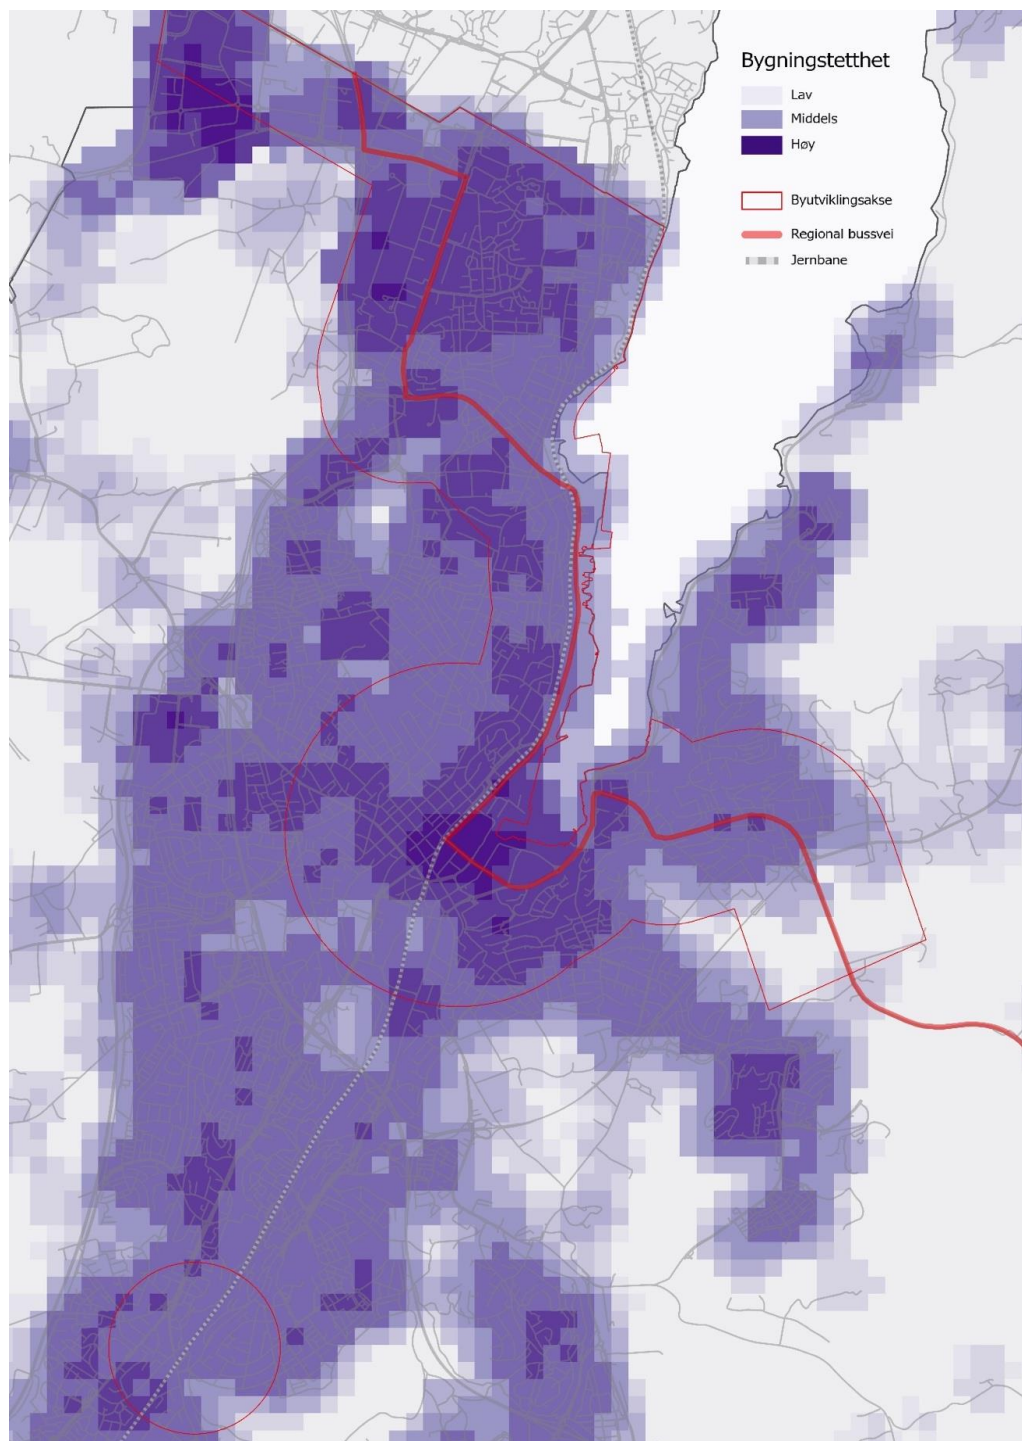 Bygningstetthet
Lav
Middels
Høy
Byutviklingsakse
Regional bussvei
Jernbane